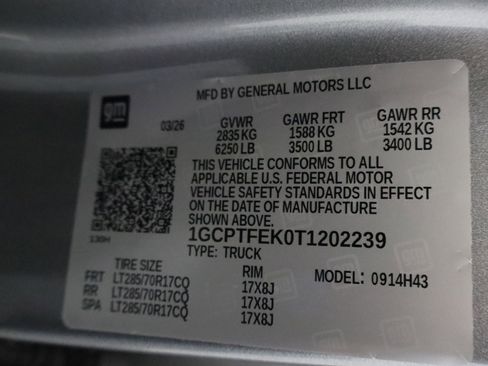 MFD BY GENERAL MOTORS LLC
gm
03/26
GVWR GAWR FRT GAWR RR
2835 KG 1588 KG 1542 KG
6250 LB 3500 LB 3400 LB
THIS VEHICLE CONFORMS TO ALL
APPLICABLE U.S. FEDERAL MOTOR
VEHICLE SAFETY STANDARDS IN EFFECT
ON THE DATE OF MANUFACTURE
SHOWN ABOVE.
130H
1GCPTFEK0T1202239
TYPE: TRUCK
TIRE SIZE RIM MODEL: 0914H43
FRT LT285/70R17CQ 17X8J
RR LT285/70R17CQ 17X8J
SPA LT285/70R17CQ 17X8J